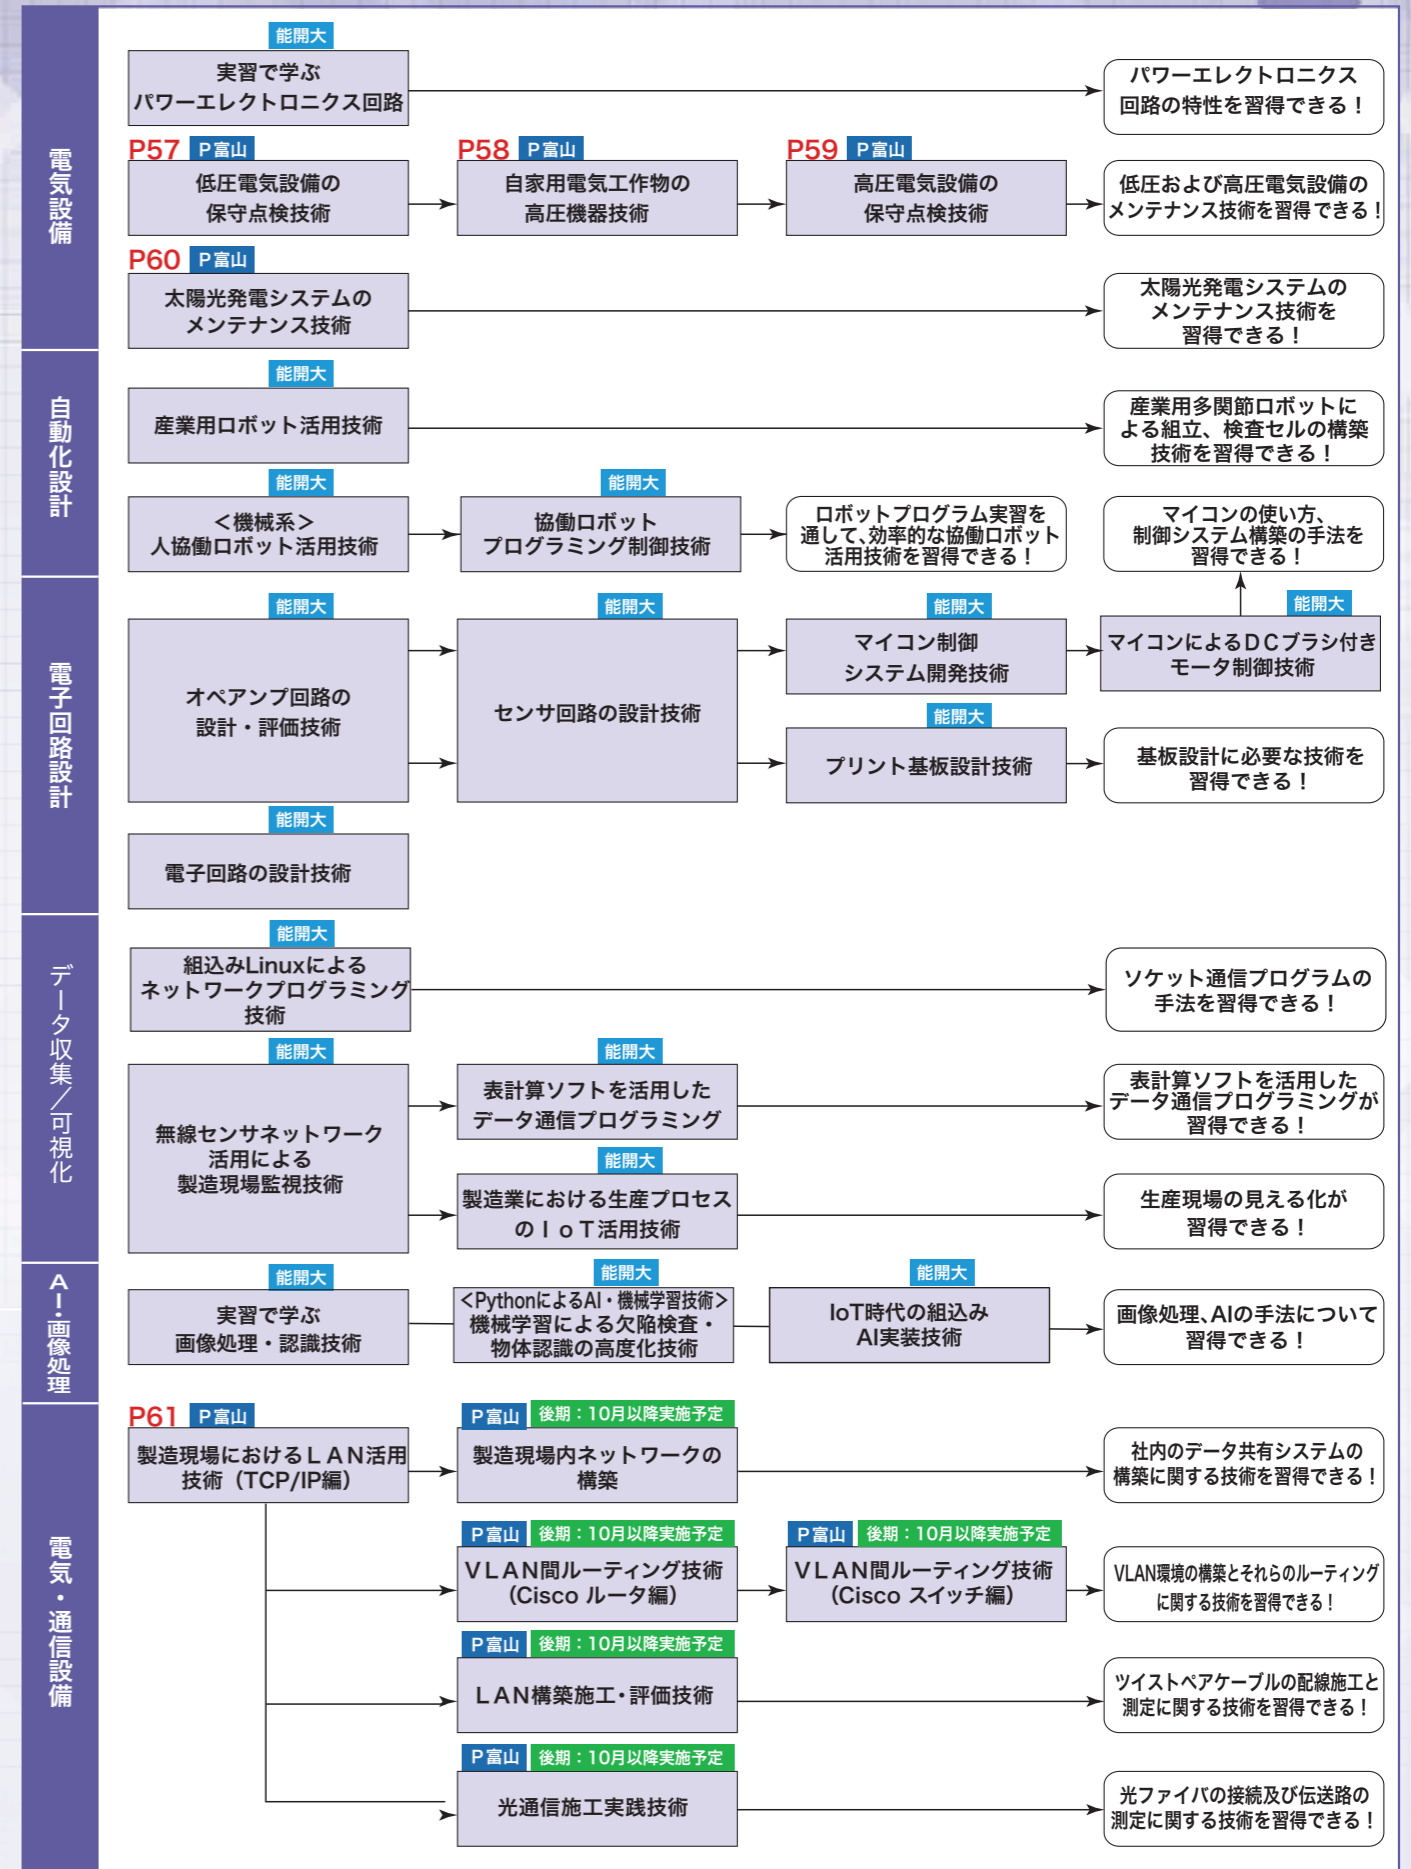 電気設備
能開大
実習で学ぶ
パワーエレクトロニクス回路
パワーエレクトロニクス
回路の特性を習得できる！
P57 P富山
低圧電気設備の
保守点検技術
P58 P富山
自家用電気工作物の
高圧機器技術
P59 P富山
高圧電気設備の
保守点検技術
低圧および高圧電気設備の
メンテナンス技術を習得できる！
P60 P富山
太陽光発電システムの
メンテナンス技術
太陽光発電システムの
メンテナンス技術を
習得できる！
自動化設計
能開大
産業用ロボット活用技術
産業用多関節ロボットに
よる組立、検査セルの構築
技術を習得できる！
能開大
＜機械系＞
人協働ロボット活用技術
能開大
協働ロボット
プログラミング制御技術
ロボットプログラム実習を
通して、効率的な協働ロボット
活用技術を習得できる！
マイコンの使い方、
制御システム構築の手法を
習得できる！
電子回路設計
能開大
オペアンプ回路の
設計・評価技術
能開大
センサ回路の設計技術
能開大
マイコン制御
システム開発技術
能開大
マイコンによるDCブラシ付き
モータ制御技術
能開大
プリント基板設計技術
基板設計に必要な技術を
習得できる！
能開大
電子回路の設計技術
データ収集／可視化
能開大
組込みLinuxによる
ネットワークプログラミング
技術
ソケット通信プログラムの
手法を習得できる！
能開大
無線センサネットワーク
活用による
製造現場監視技術
能開大
表計算ソフトを活用した
データ通信プログラミング
表計算ソフトを活用した
データ通信プログラミングが
習得できる！
能開大
製造業における生産プロセス
のＩｏＴ活用技術
生産現場の見える化が
習得できる！
AI・画像処理
能開大
実習で学ぶ
画像処理・認識技術
能開大
＜PythonによるAI・機械学習技術＞
機械学習による欠陥検査・
物体認識の高度化技術
能開大
IoT時代の組込み
AI実装技術
画像処理、AIの手法について
習得できる！
電気・通信設備
P61 P富山
製造現場におけるＬＡＮ活用
技術（TCP/IP編）
P富山 後期：10月以降実施予定
製造現場内ネットワークの
構築
社内のデータ共有システムの
構築に関する技術を習得できる！
P富山 後期：10月以降実施予定
ＶＬＡＮ間ルーティング技術
（Cisco ルータ編）
P富山 後期：10月以降実施予定
ＶＬＡＮ間ルーティング技術
（Cisco スイッチ編）
VLAN環境の構築とそれらのルーティング
に関する技術を習得できる！
P富山 後期：10月以降実施予定
ＬＡＮ構築施工・評価技術
ツイストペアケーブルの配線施工と
測定に関する技術を習得できる！
P富山 後期：10月以降実施予定
光通信施工実践技術
光ファイバの接続及び伝送路の
測定に関する技術を習得できる！